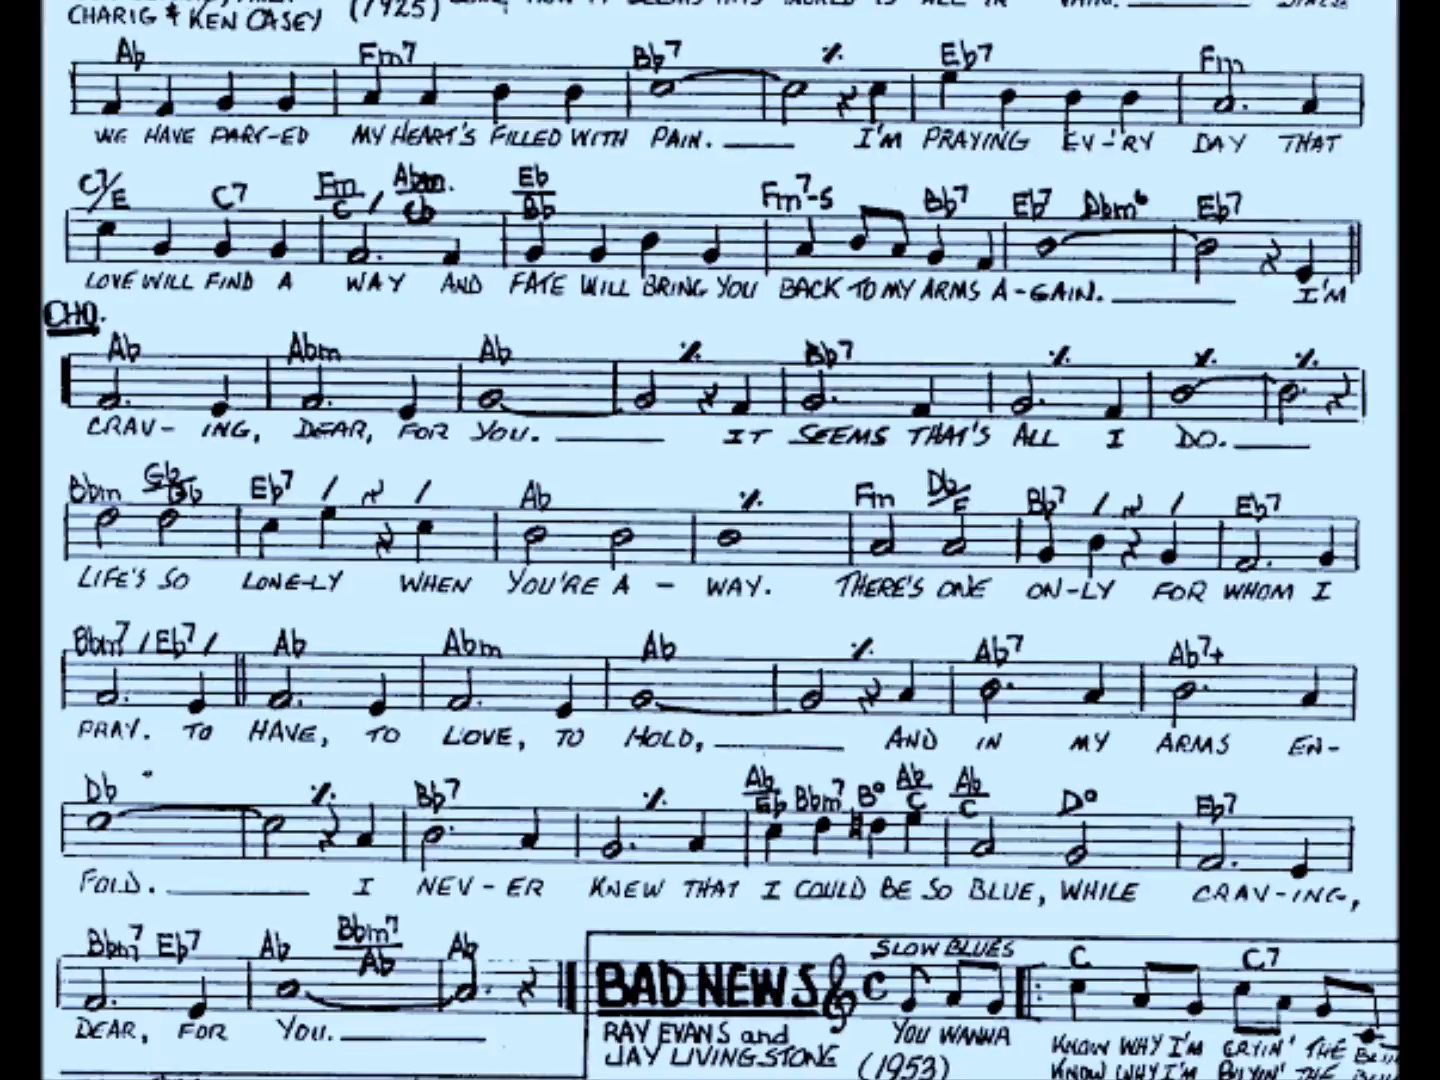 CHARIG & KEN CASEY (1925)
Ab Fm7 Bb7 ٪ Eb7 Fm
WE HAVE PART-ED MY HEART'S FILLED WITH PAIN. I'M PRAYING EV-'RY DAY THAT
C7/E C7 Fm/C / Abm/Cb Eb/Bb Fm7-5 Bb7 Eb7 Dbm6 Eb7
LOVE WILL FIND A WAY AND FATE WILL BRING YOU BACK TO MY ARMS A-GAIN. I'M
CHO.
Ab Abm Ab ٪ Bb7 ٪ ٪ ٪
CRAV-ING, DEAR, FOR YOU. IT SEEMS THAT'S ALL I DO.
Bbm Eb7 / / Ab ٪ Fm Db/E Bb7 / / Eb7
LIFE'S SO LONE-LY WHEN YOU'RE A-WAY. THERE'S ONE ON-LY FOR WHOM I
Bbm7 / Eb7 / Ab Abm Ab ٪ Ab7 Ab7+
PRAY. TO HAVE, TO LOVE, TO HOLD, AND IN MY ARMS EN-
Db ٪ Bb7 ٪ Ab/Eb Bbm7 B° Ab/C Ab/C D° Eb7
FOLD. I NEV-ER KNEW THAT I COULD BE SO BLUE, WHILE CRAV-ING,
Bbm7 Eb7 Ab Bbm7/Ab Ab
DEAR, FOR YOU.
SLOW BLUES
BAD NEWS
C C7
RAY EVANS and
JAY LIVINGSTONE (1953)
YOU WANNA
KNOW WHY I'M CRYIN' THE
KNOW WHY I'M THE